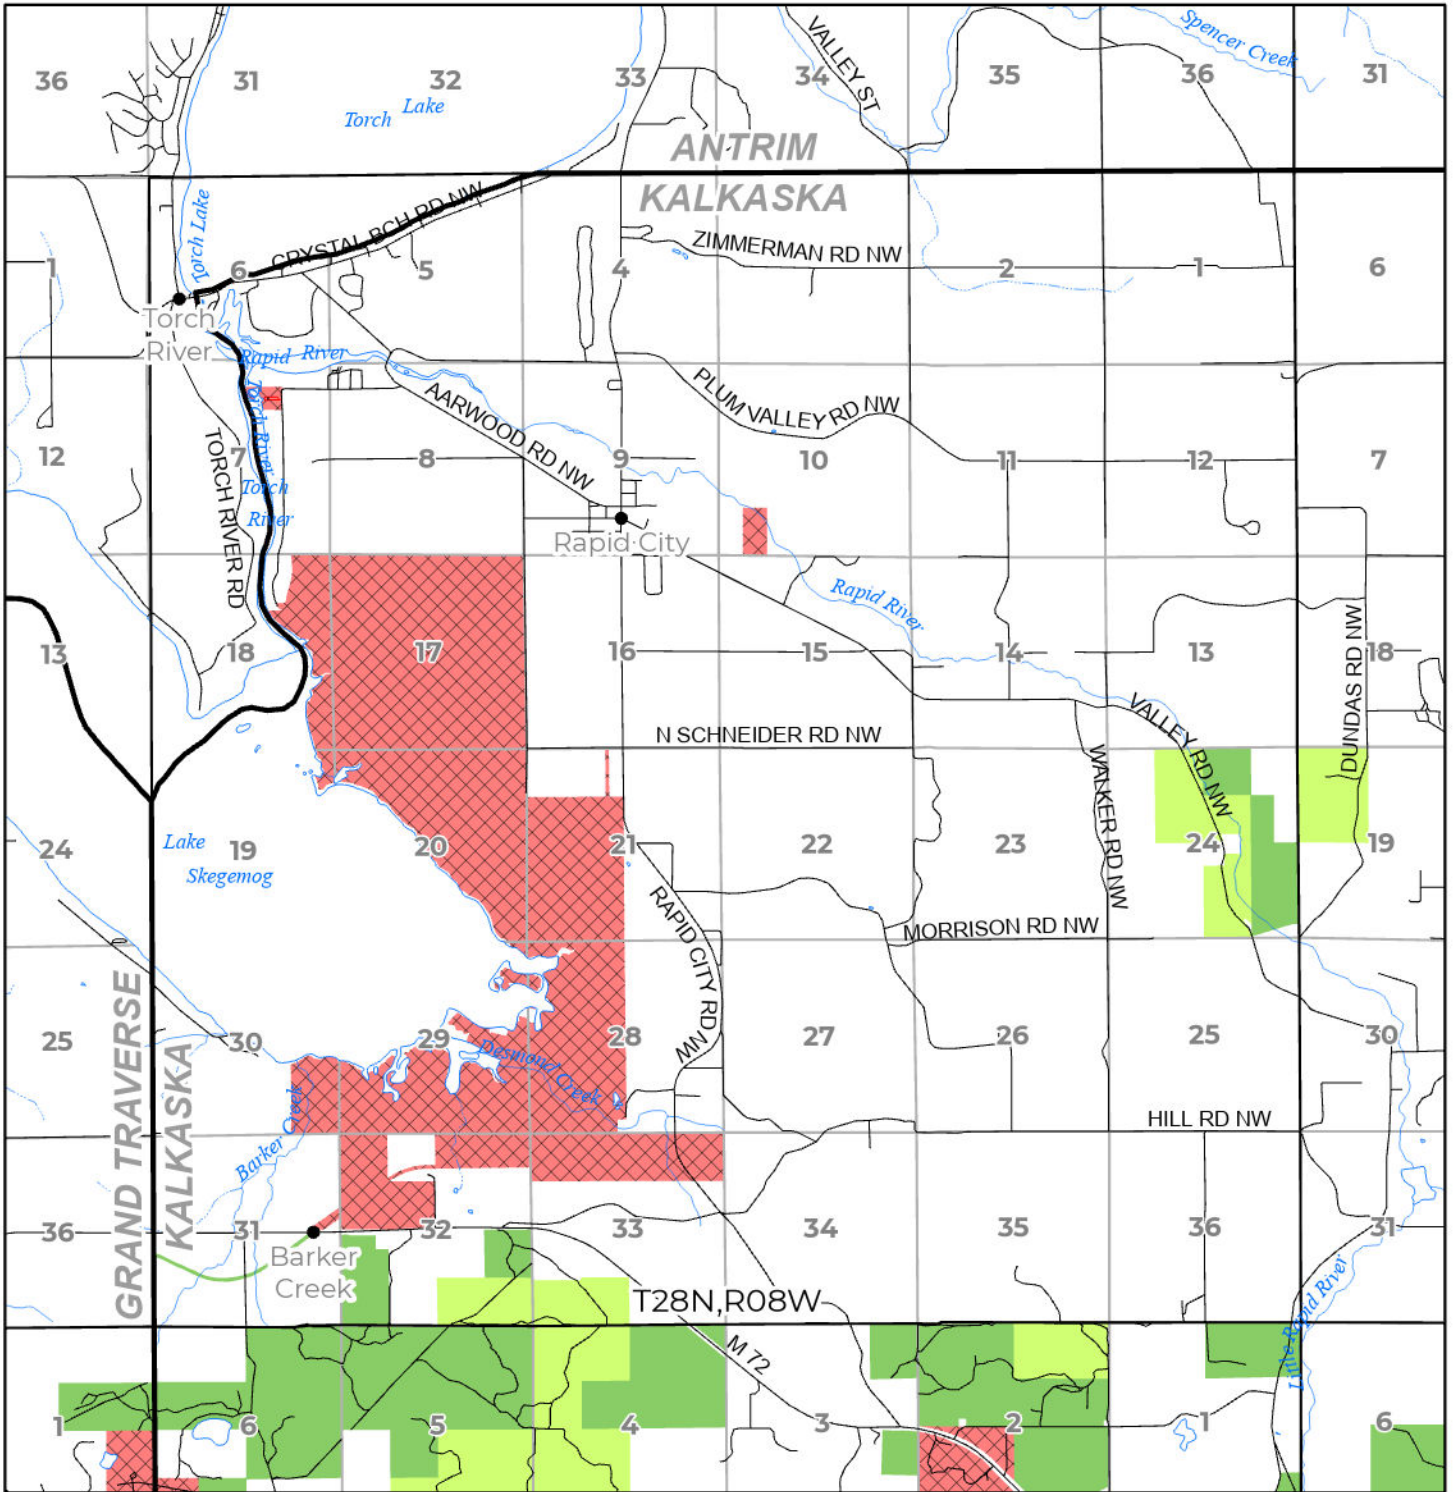 36
31
32
33
34
35
36
31
VALLEY ST
Spencer Creek
Torch Lake
ANTRIM
KALKASKA
Torch Lake
CRYSTAL BCH RD NW
ZIMMERMAN RD NW
1
6
5
4
2
1
6
Torch
River
Rapid River
PLUM VALLEY RD NW
AARWOOD RD NW
TORCH RIVER RD
Torch River
12
7
8
9
10
11
12
7
Torch
River
Rapid City
Rapid River
13
18
17
16
15
14
13
18
DUNDAS RD NW
VALLEY RD NW
N SCHNEIDER RD NW
WALKER RD NW
24
Lake
Skegemog
19
20
21
22
23
24
19
RAPID CITY RD NW
MORRISON RD NW
GRAND TRAVERSE
KALKASKA
25
30
29
28
27
26
25
30
Desmond Creek
Barker Creek
HILL RD NW
36
31
32
33
34
35
36
31
Barker
Creek
T28N,R08W
Little Rapid River
M 72
1
6
5
4
3
2
1
6